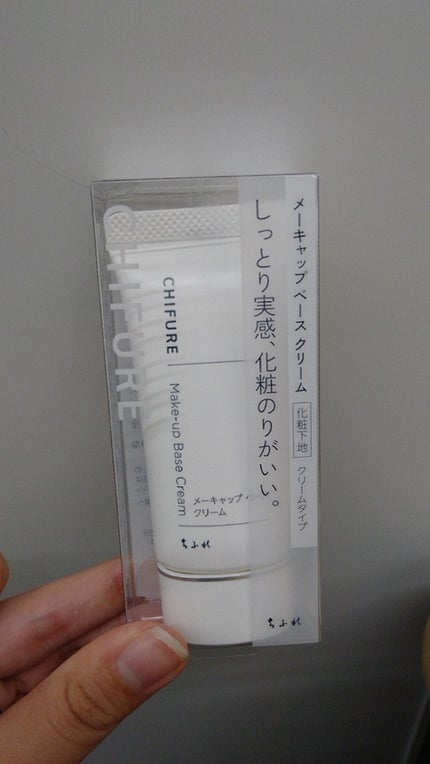 メーキャップ ベース クリーム
化粧下地
クリームタイプ
しっとり実感、化粧のりがいい。
CHIFURE
CHIFURE
Make-up Base Cream
メーキャップ
クリーム
ちふれ
ちふれ